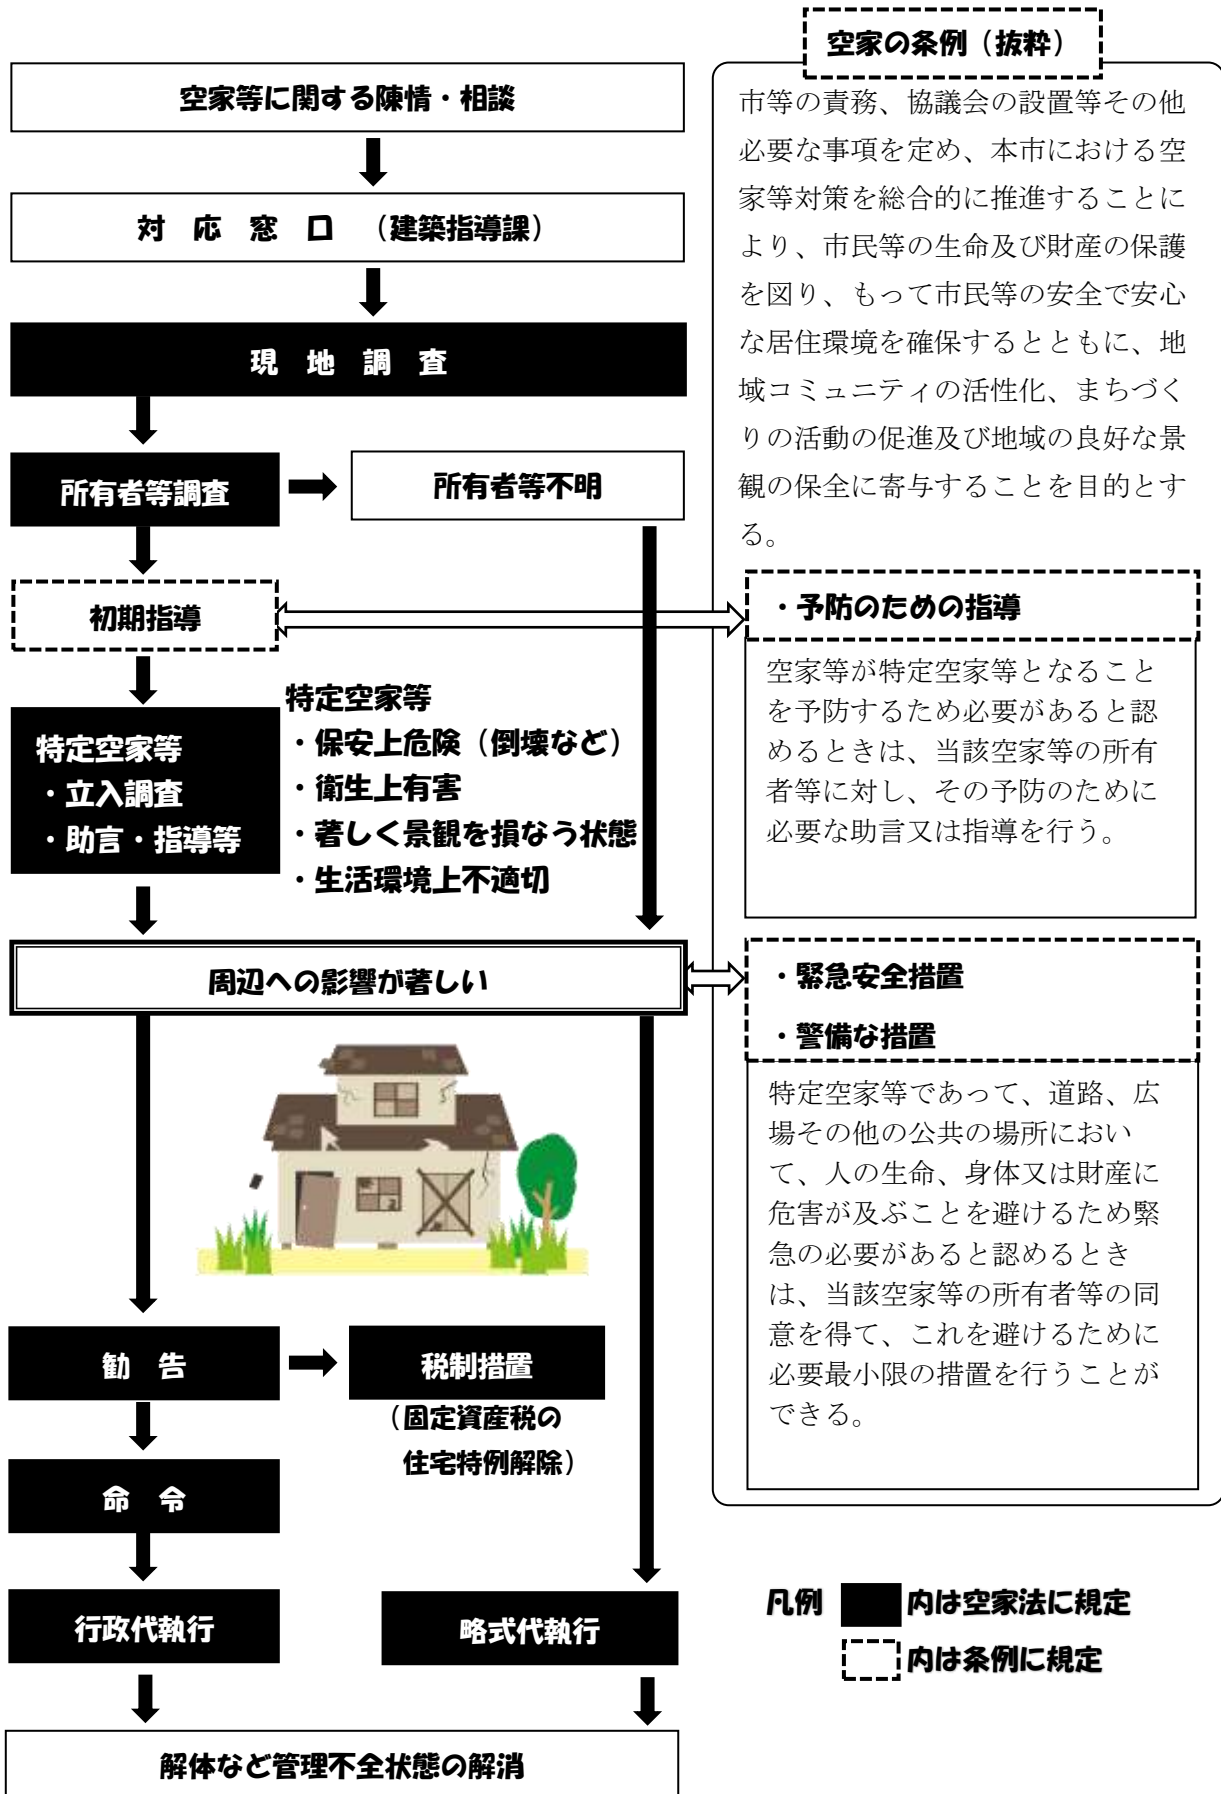 空家等に関する陳情・相談
対 応 窓 口 （建築指導課）
現 地 調 査
所有者等調査
所有者等不明
初期指導
特定空家等
・立入調査
・助言・指導等
特定空家等
・保安上危険（倒壊など）
・衛生上有害
・著しく景観を損なう状態
・生活環境上不適切
周辺への影響が著しい
勧 告
税制措置
（固定資産税の
住宅特例解除）
命 令
行政代執行
略式代執行
解体など管理不全状態の解消
空家の条例（抜粋）
市等の責務、協議会の設置等その他
必要な事項を定め、本市における空
家等対策を総合的に推進することに
より、市民等の生命及び財産の保護
を図り、もって市民等の安全で安心
な居住環境を確保するとともに、地
域コミュニティの活性化、まちづく
りの活動の促進及び地域の良好な景
観の保全に寄与することを目的とす
る。
・予防のための指導
空家等が特定空家等となること
を予防するため必要があると認
めるときは、当該空家等の所有
者等に対し、その予防のために
必要な助言又は指導を行う。
・緊急安全措置
・警備な措置
特定空家等であって、道路、広
場その他の公共の場所におい
て、人の生命、身体又は財産に
危害が及ぶことを避けるため緊
急の必要があると認めるとき
は、当該空家等の所有者等の同
意を得て、これを避けるために
必要最小限の措置を行うことが
できる。
凡例
内は空家法に規定
内は条例に規定